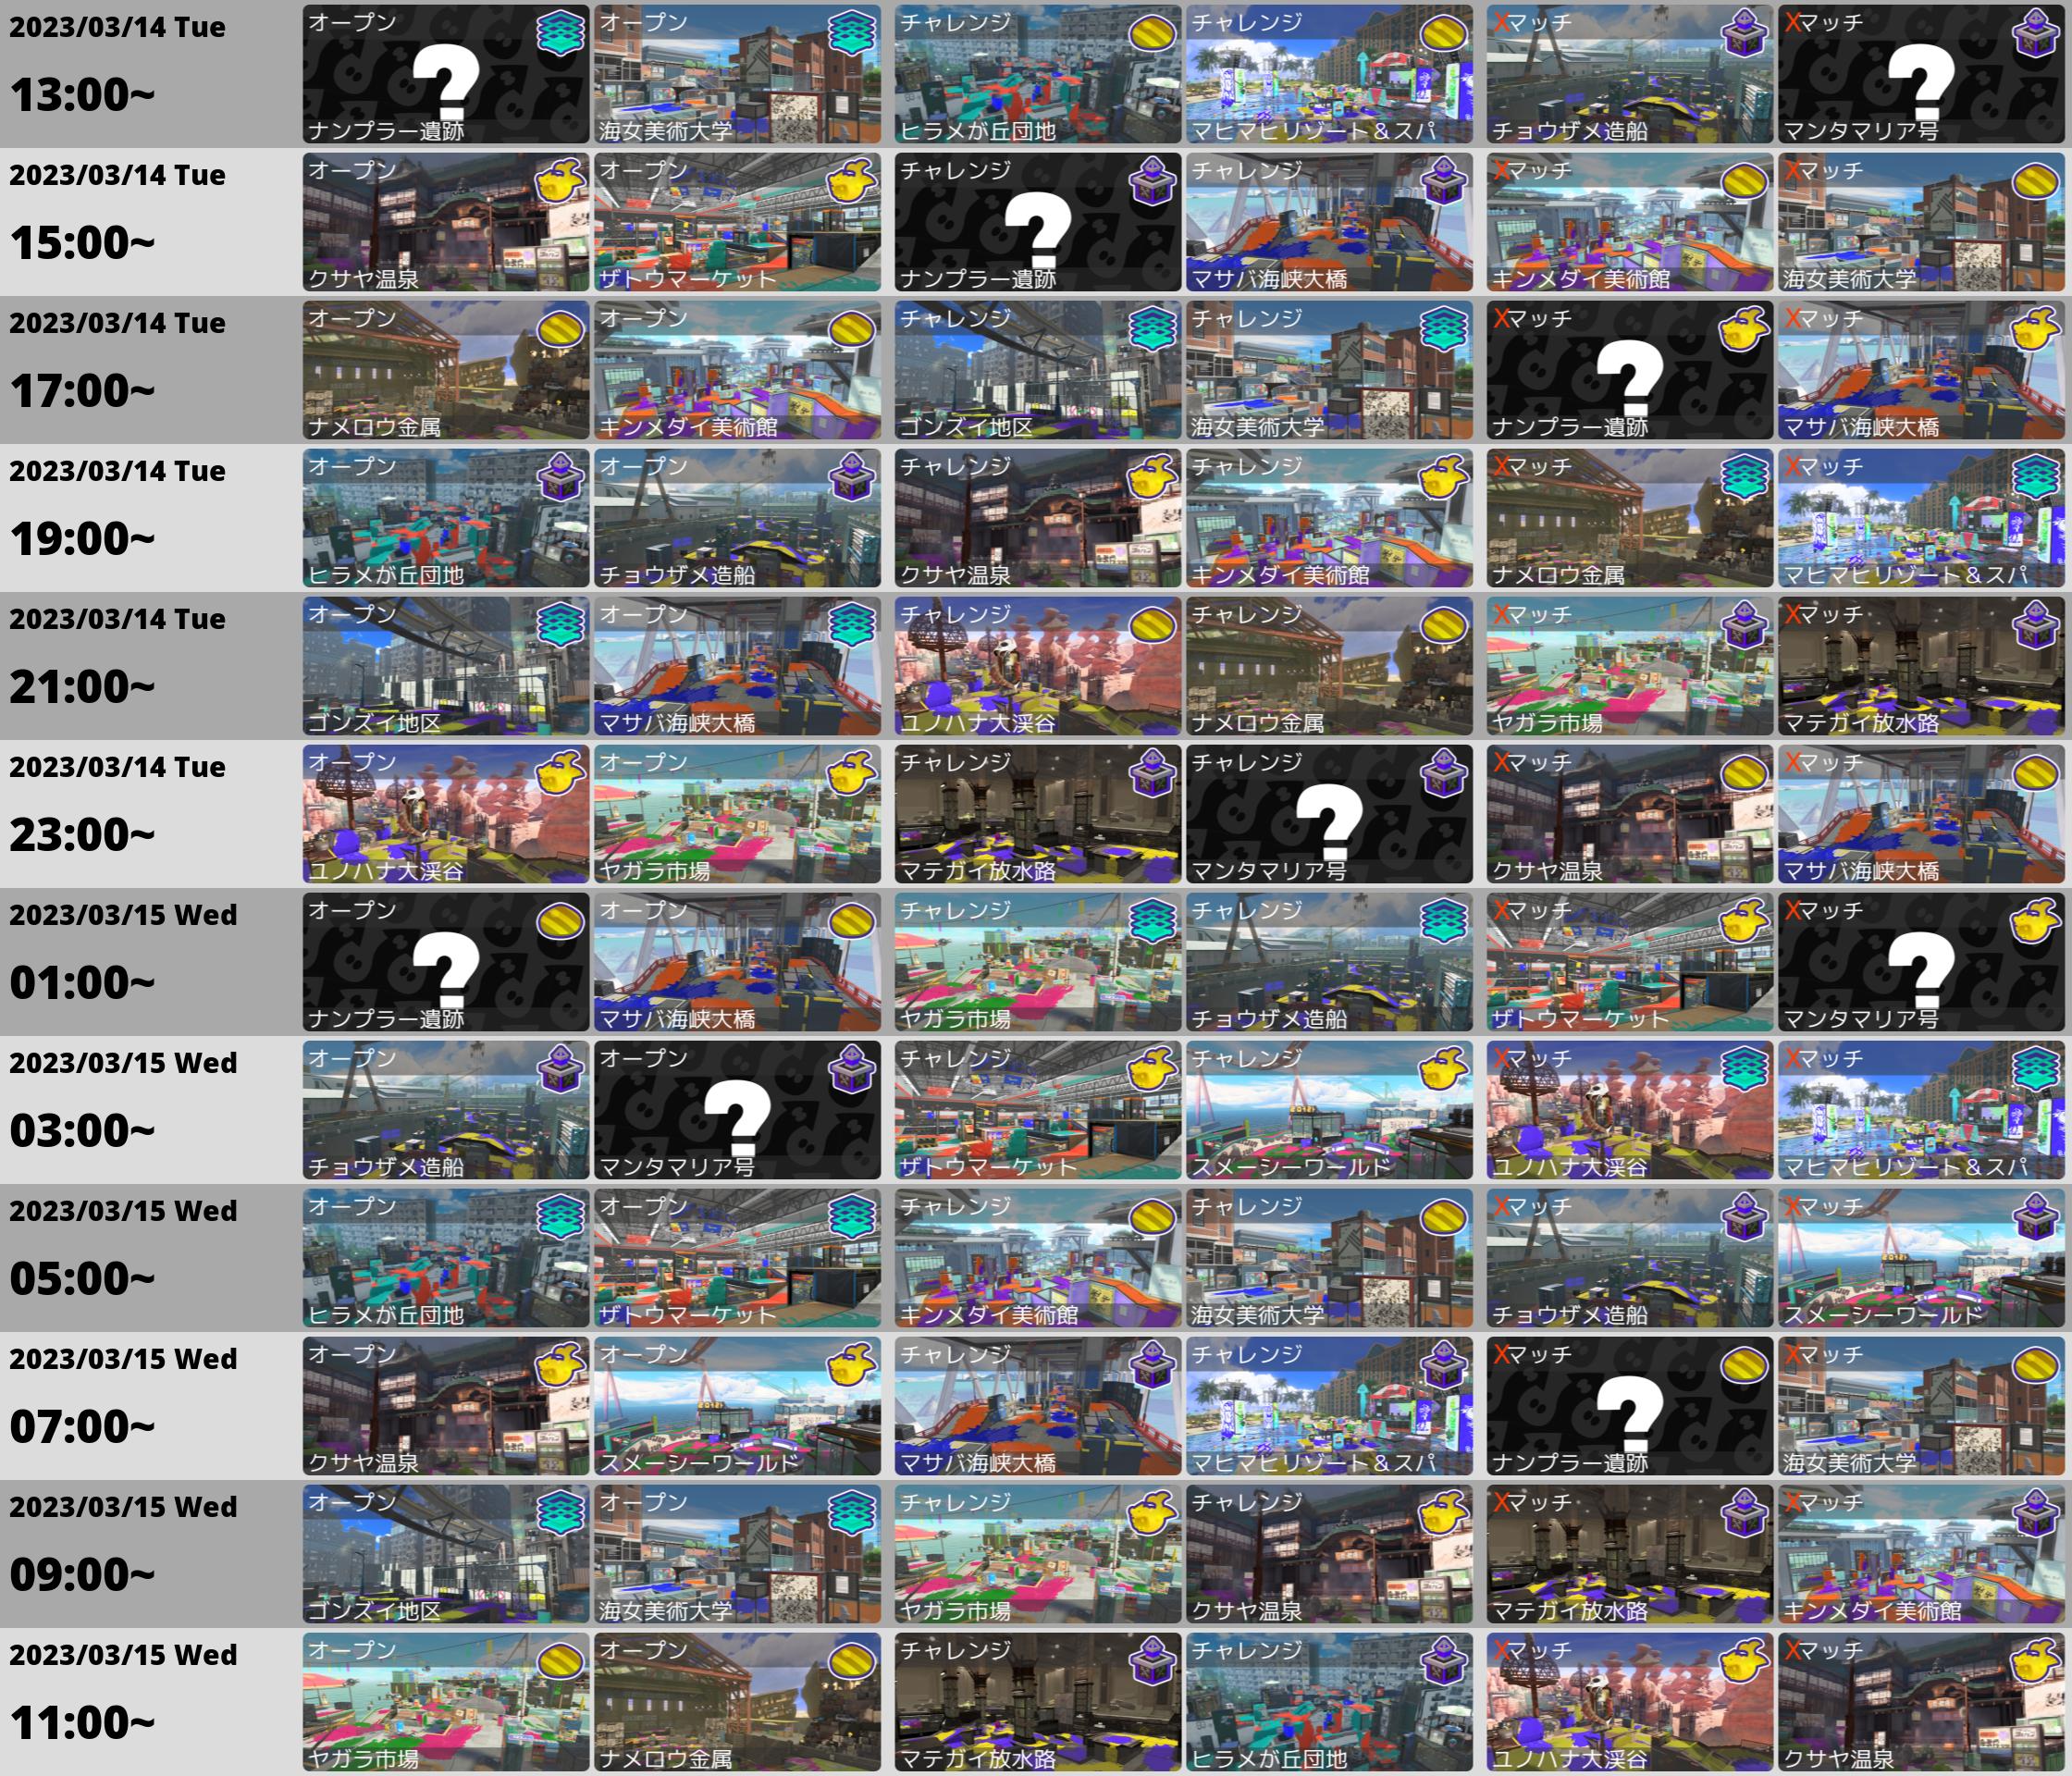 2023/03/14 Tue
13:00~
オープン オープン チャレンジ チャレンジ Xマッチ Xマッチ
ナンプラー遺跡 海女美術大学 ヒラメが丘団地 マヒマヒリゾート&スパ チョウザメ造船 マンタマリア号
2023/03/14 Tue
15:00~
オープン オープン チャレンジ チャレンジ Xマッチ Xマッチ
クサヤ温泉 ザトウマーケット ナンプラー遺跡 マサバ海峡大橋 キンメダイ美術館 海女美術大学
2023/03/14 Tue
17:00~
オープン オープン チャレンジ チャレンジ Xマッチ Xマッチ
ナメロウ金属 キンメダイ美術館 ゴンズイ地区 海女美術大学 ナンプラー遺跡 マサバ海峡大橋
2023/03/14 Tue
19:00~
オープン オープン チャレンジ チャレンジ Xマッチ Xマッチ
ヒラメが丘団地 チョウザメ造船 クサヤ温泉 キンメダイ美術館 ナメロウ金属 マヒマヒリゾート&スパ
2023/03/14 Tue
21:00~
オープン オープン チャレンジ チャレンジ Xマッチ Xマッチ
ゴンズイ地区 マサバ海峡大橋 ユノハナ大渓谷 ナメロウ金属 ヤガラ市場 マテガイ放水路
2023/03/14 Tue
23:00~
オープン オープン チャレンジ チャレンジ Xマッチ Xマッチ
ユノハナ大渓谷 ヤガラ市場 マテガイ放水路 マンタマリア号 クサヤ温泉 マサバ海峡大橋
2023/03/15 Wed
01:00~
オープン オープン チャレンジ チャレンジ Xマッチ Xマッチ
ナンプラー遺跡 マサバ海峡大橋 ヤガラ市場 チョウザメ造船 ザトウマーケット マンタマリア号
2023/03/15 Wed
03:00~
オープン オープン チャレンジ チャレンジ Xマッチ Xマッチ
チョウザメ造船 マンタマリア号 ザトウマーケット スメーシーワールド ユノハナ大渓谷 マヒマヒリゾート&スパ
2023/03/15 Wed
05:00~
オープン オープン チャレンジ チャレンジ Xマッチ Xマッチ
ヒラメが丘団地 ザトウマーケット キンメダイ美術館 海女美術大学 チョウザメ造船 スメーシーワールド
2023/03/15 Wed
07:00~
オープン オープン チャレンジ チャレンジ Xマッチ Xマッチ
クサヤ温泉 スメーシーワールド マサバ海峡大橋 マヒマヒリゾート&スパ ナンプラー遺跡 海女美術大学
2023/03/15 Wed
09:00~
オープン オープン チャレンジ チャレンジ Xマッチ Xマッチ
ゴンズイ地区 海女美術大学 ヤガラ市場 クサヤ温泉 マテガイ放水路 キンメダイ美術館
2023/03/15 Wed
11:00~
オープン オープン チャレンジ チャレンジ Xマッチ Xマッチ
ヤガラ市場 ナメロウ金属 マテガイ放水路 ヒラメが丘団地 ユノハナ大渓谷 クサヤ温泉